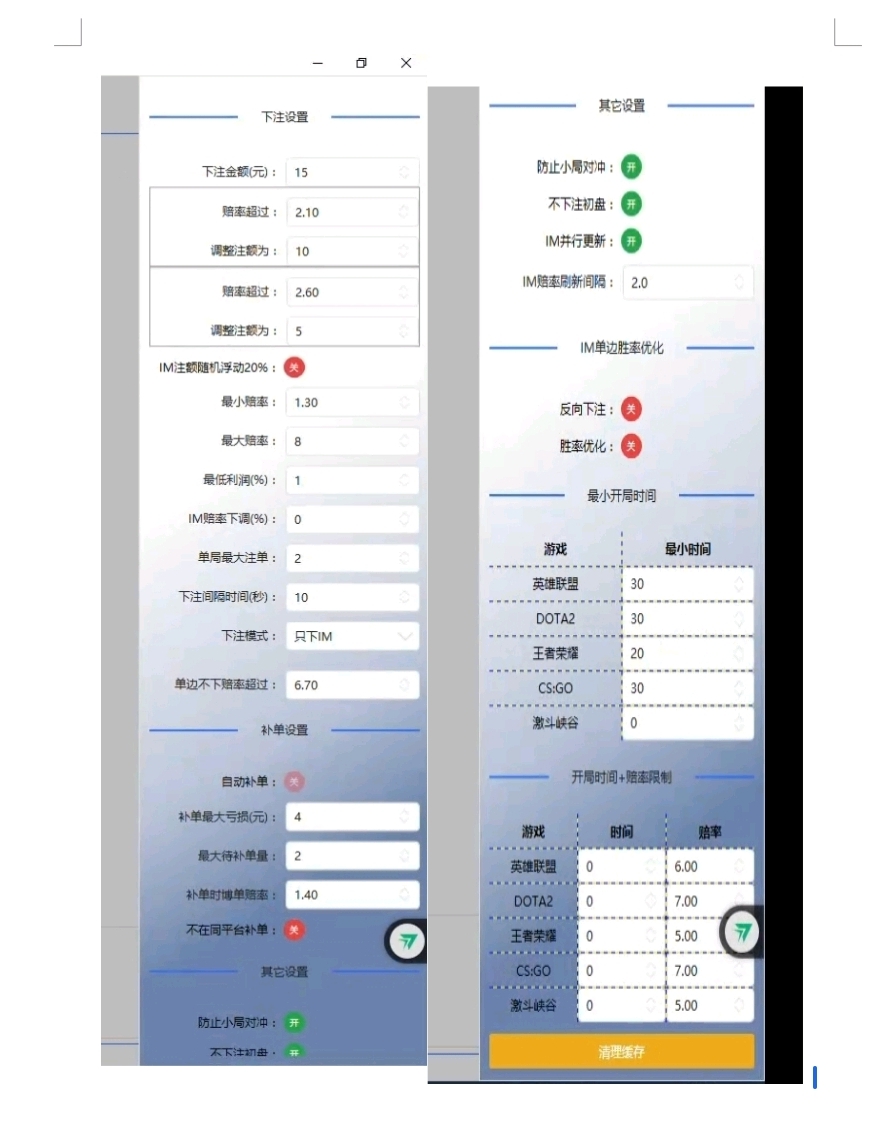 下注设置
下注金额(元)： 15
赔率超过： 2.10
调整注额为： 10
赔率超过： 2.60
调整注额为： 5
IM注额随机浮动20%： 关
最小赔率： 1.30
最大赔率： 8
最低利润(%)： 1
IM赔率下调(%)： 0
单局最大注单： 2
下注间隔时间(秒)： 10
下注模式： 只下IM
单边不下赔率超过： 6.70
补单设置
自动补单： 关
补单最大亏损(元)： 4
最大待补单量： 2
补单时博单赔率： 1.40
不在同平台补单： 关
其它设置
防止小局对冲： 开
不下注初盘： 开
其它设置
防止小局对冲： 开
不下注初盘： 开
IM并行更新： 开
IM赔率刷新间隔： 2.0
IM单边胜率优化
反向下注： 关
胜率优化： 关
最小开局时间
游戏 最小时间
英雄联盟 30
DOTA2 30
王者荣耀 20
CS:GO 30
激斗峡谷 0
开局时间+赔率限制
游戏 时间 赔率
英雄联盟 0 6.00
DOTA2 0 7.00
王者荣耀 0 5.00
CS:GO 0 7.00
激斗峡谷 0 5.00
清理缓存